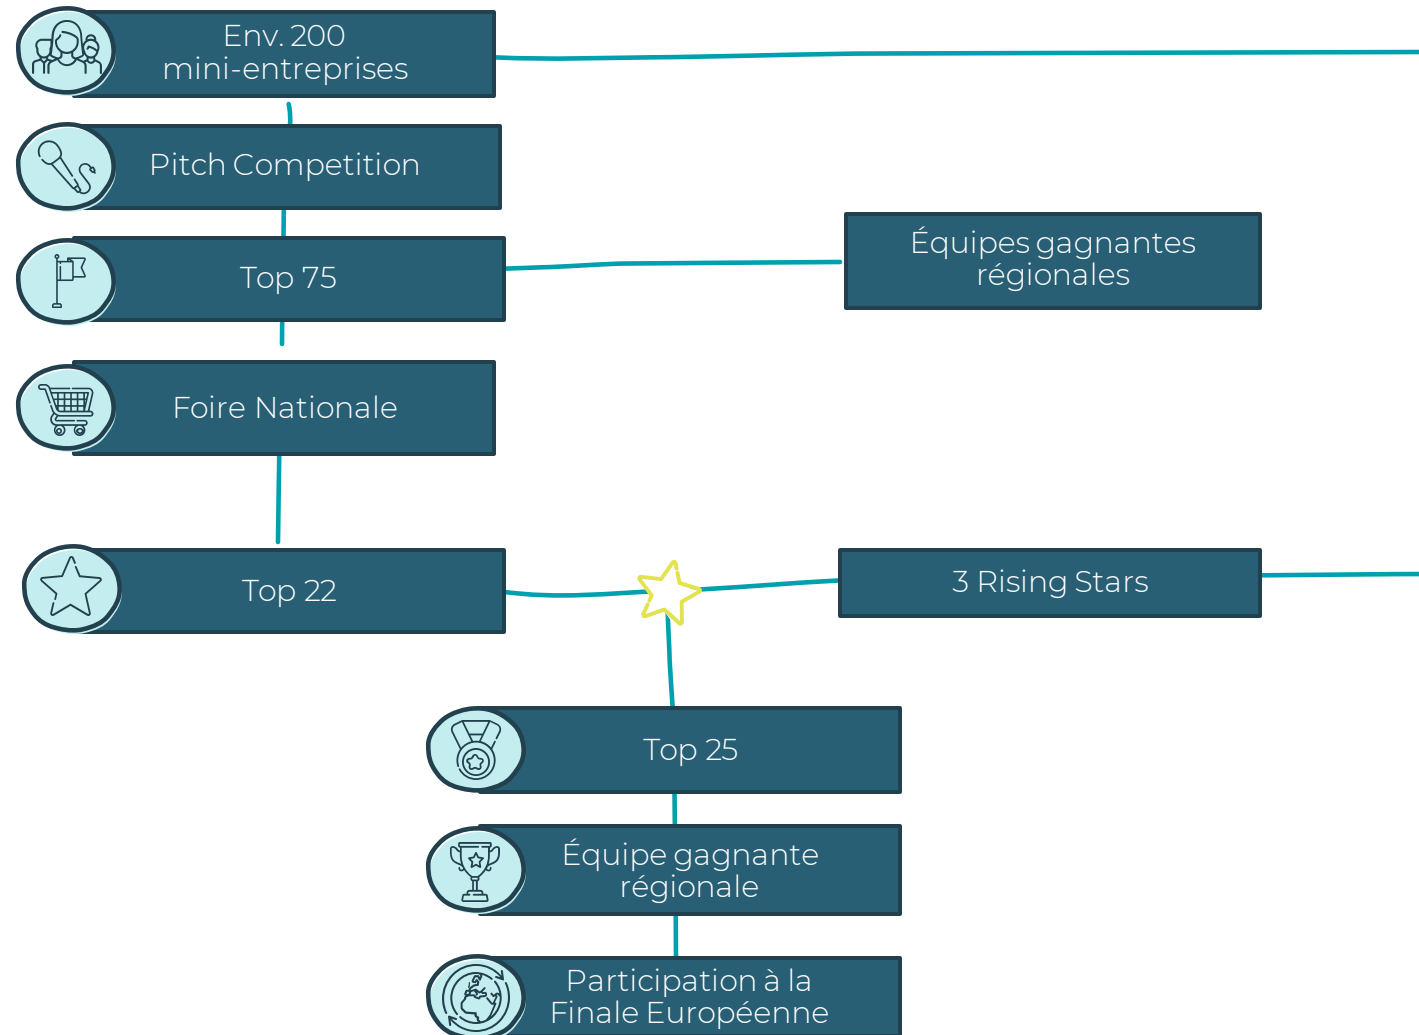 Env. 200
mini-entreprises
Pitch Competition
Top 75
Équipes gagnantes
régionales
Foire Nationale
Top 22
3 Rising Stars
Top 25
Équipe gagnante
régionale
Participation à la
Finale Européenne